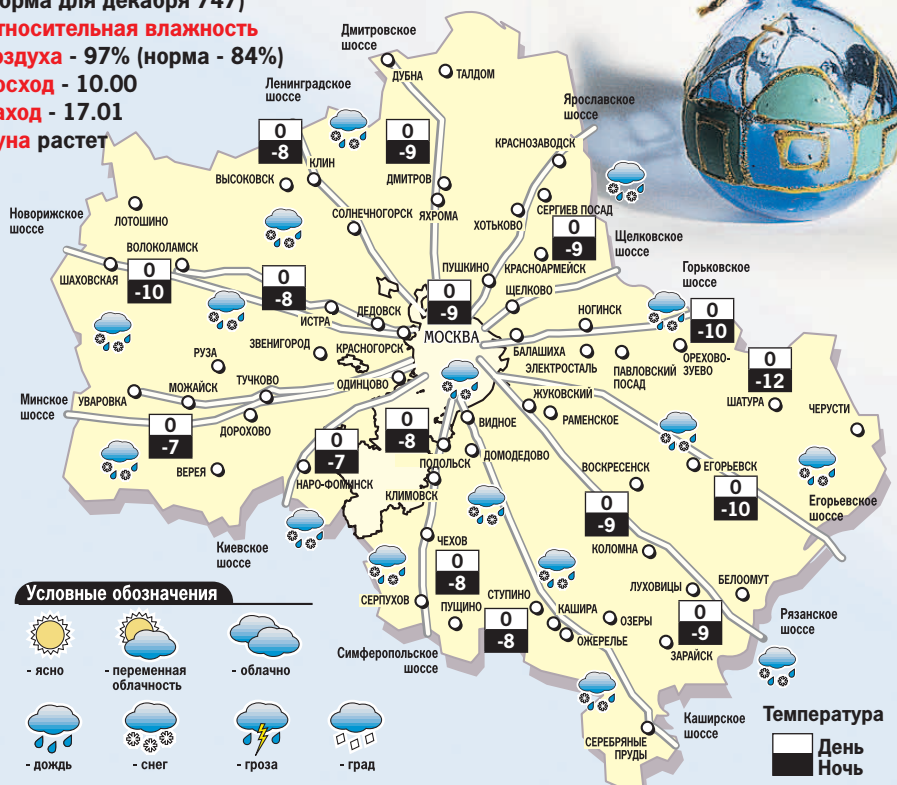 для декабря 747)
влажность
- 97% (норма - 84%)
- 10.00
- 17.01
растет
Дмитровское
шоссе
ДУБНА
ТАЛДОМ
Ленинградское
шоссе
Ярославское
шоссе
0
-8
0
-9
КРАСНОЗАВОДСК
КЛИН
ВЫСОКОВСК
ДМИТРОВ
ЛОТОШИНО
Новорижское
шоссе
СОЛНЕЧНОГОРСК
ЯХРОМА
ХОТЬКОВО
СЕРГИЕВ ПОСАД
0
-9
Щелковское
шоссе
ВОЛОКОЛАМСК
ШАХОВСКАЯ
0
-10
0
-8
ПУШКИНО
КРАСНОАРМЕЙСК
Горьковское
шоссе
0
-9
ЩЕЛКОВО
ИСТРА
ДЕДОВСК
НОГИНСК
0
-10
МОСКВА
ЗВЕНИГОРОД
КРАСНОГОРСК
БАЛАШИХА
РУЗА
ЭЛЕКТРОСТАЛЬ
ПАВЛОВСКИЙ
ПОСАД
ОРЕХОВО-
ЗУЕВО
0
-12
ШАТУРА
ЧЕРУСТИ
Минское
шоссе
УВАРОВКА
МОЖАЙСК
ТУЧКОВО
ОДИНЦОВО
ЖУКОВСКИЙ
РАМЕНСКОЕ
ДОРОХОВО
0
-7
0
-8
ВИДНОЕ
ВЕРЕЯ
0
-7
НАРО-ФОМИНСК
ПОДОЛЬСК
ДОМОДЕДОВО
ВОСКРЕСЕНСК
ЕГОРЬЕВСК
0
-10
Егорьевское
шоссе
КЛИМОВСК
0
-9
Киевское
шоссе
ЧЕХОВ
КОЛОМНА
0
-8
СЕРПУХОВ
ПУЩИНО
СТУПИНО
0
-8
КАШИРА
ОЖЕРЕЛЬЕ
ОЗЕРЫ
ЛУХОВИЦЫ
БЕЛООМУТ
0
-9
ЗАРАЙСК
Рязанское
шоссе
Симферопольское
шоссе
СЕРЕБРЯНЫЕ
ПРУДЫ
Каширское
шоссе
Условные обозначения
- ясно
- переменная
облачность
- облачно
- дождь
- снег
- гроза
- град
Температура
День
Ночь